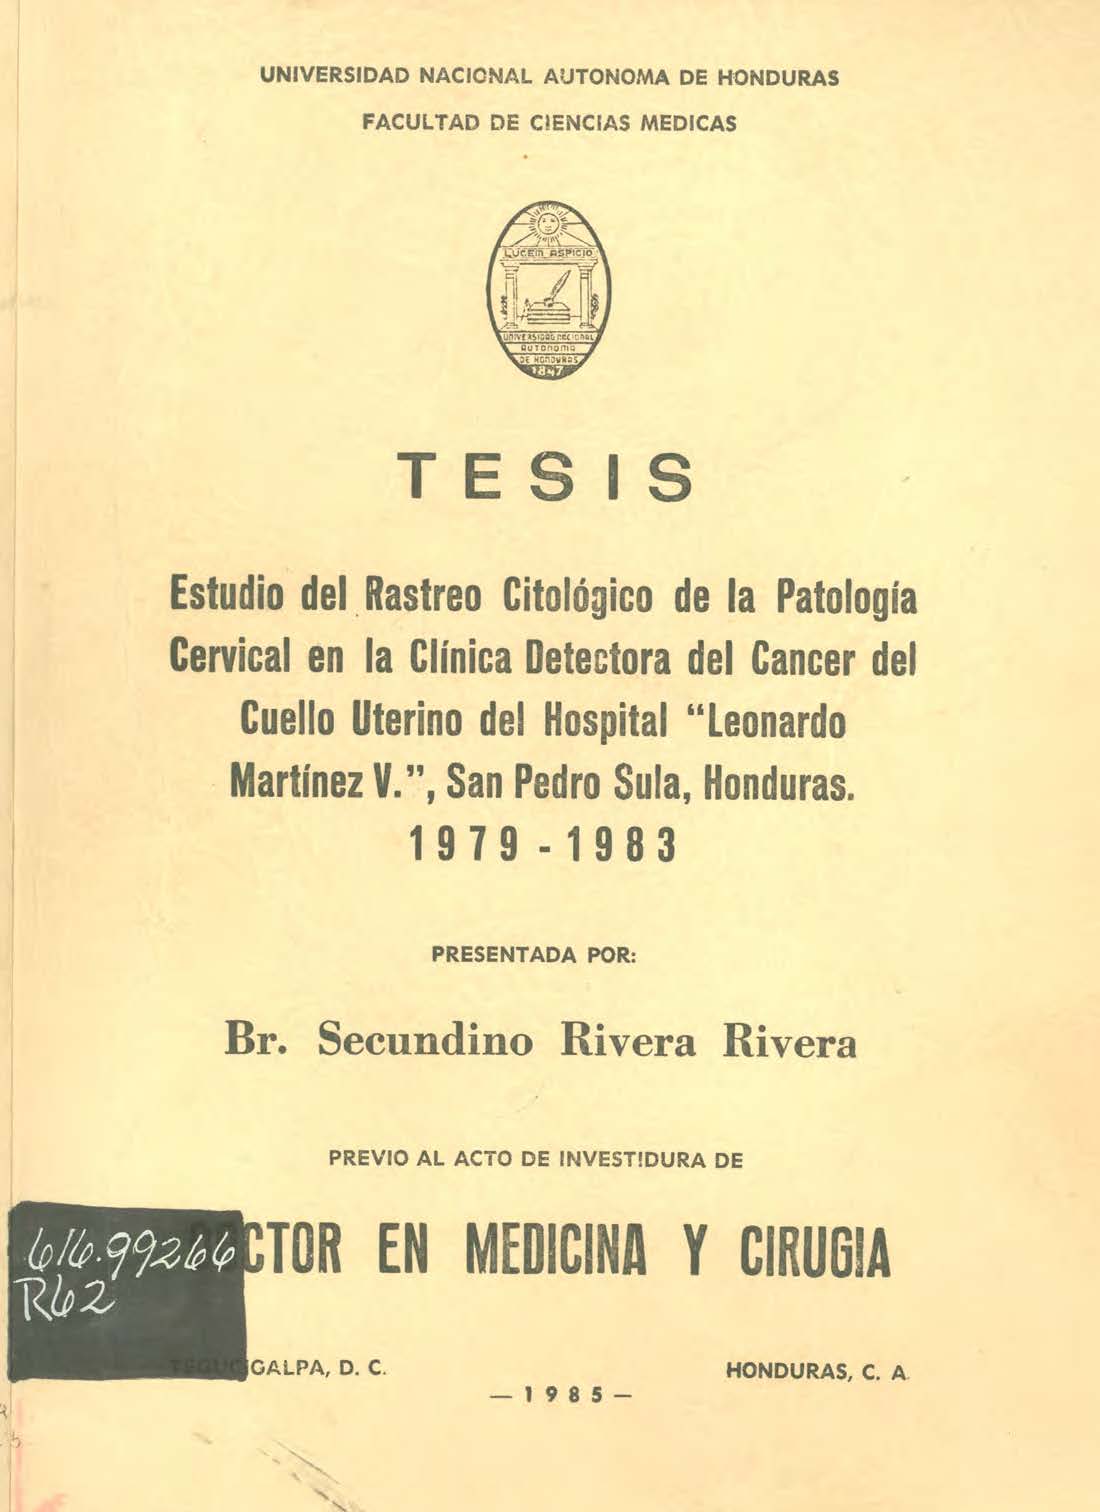 UNIVERSIDAD NACIONAL AUTONOMA DE HONDURAS
FACULTAD DE CIENCIAS MEDICAS
LUCEM ASPICIO
UNIVERSIDAD NACIONAL
AUTONOMA
DE HONDURAS
1847
TESIS
Estudio del Rastreo Citológico de la Patología
Cervical en la Clínica Detectora del Cancer del
Cuello Uterino del Hospital “Leonardo
Martínez V.”, San Pedro Sula, Honduras.
1979 - 1983
PRESENTADA POR:
Br. Secundino Rivera Rivera
PREVIO AL ACTO DE INVESTIDURA DE
DOCTOR EN MEDICINA Y CIRUGIA
616.99266
R62
TEGUCIGALPA, D. C.
HONDURAS, C. A.
— 1985 —